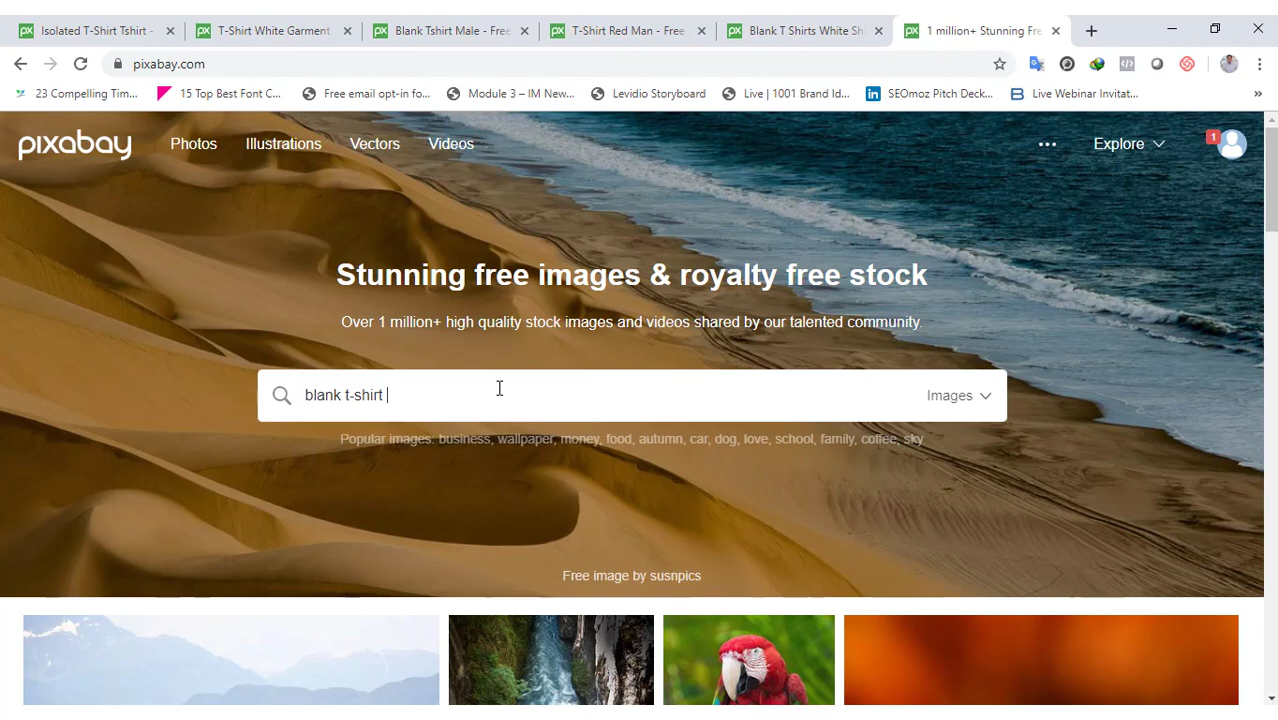 Isolated T-Shirt Tshirt -
T-Shirt White Garment
Blank Tshirt Male - Free
T-Shirt Red Man - Free
Blank T Shirts White Sh
1 million+ Stunning Fre
pixabay.com
23 Compelling Tim...
15 Top Best Font C...
Free email opt-in fo...
Module 3 – IM New...
Levidio Storyboard
Live | 1001 Brand Id...
SEOmoz Pitch Deck...
Live Webinar Invitat...
pixabay
Photos
Illustrations
Vectors
Videos
Explore
1
Stunning free images & royalty free stock
Over 1 million+ high quality stock images and videos shared by our talented community.
blank t-shirt
Images
Popular images: business, wallpaper, money, food, autumn, car, dog, love, school, family, coffee, sky
Free image by susnpics